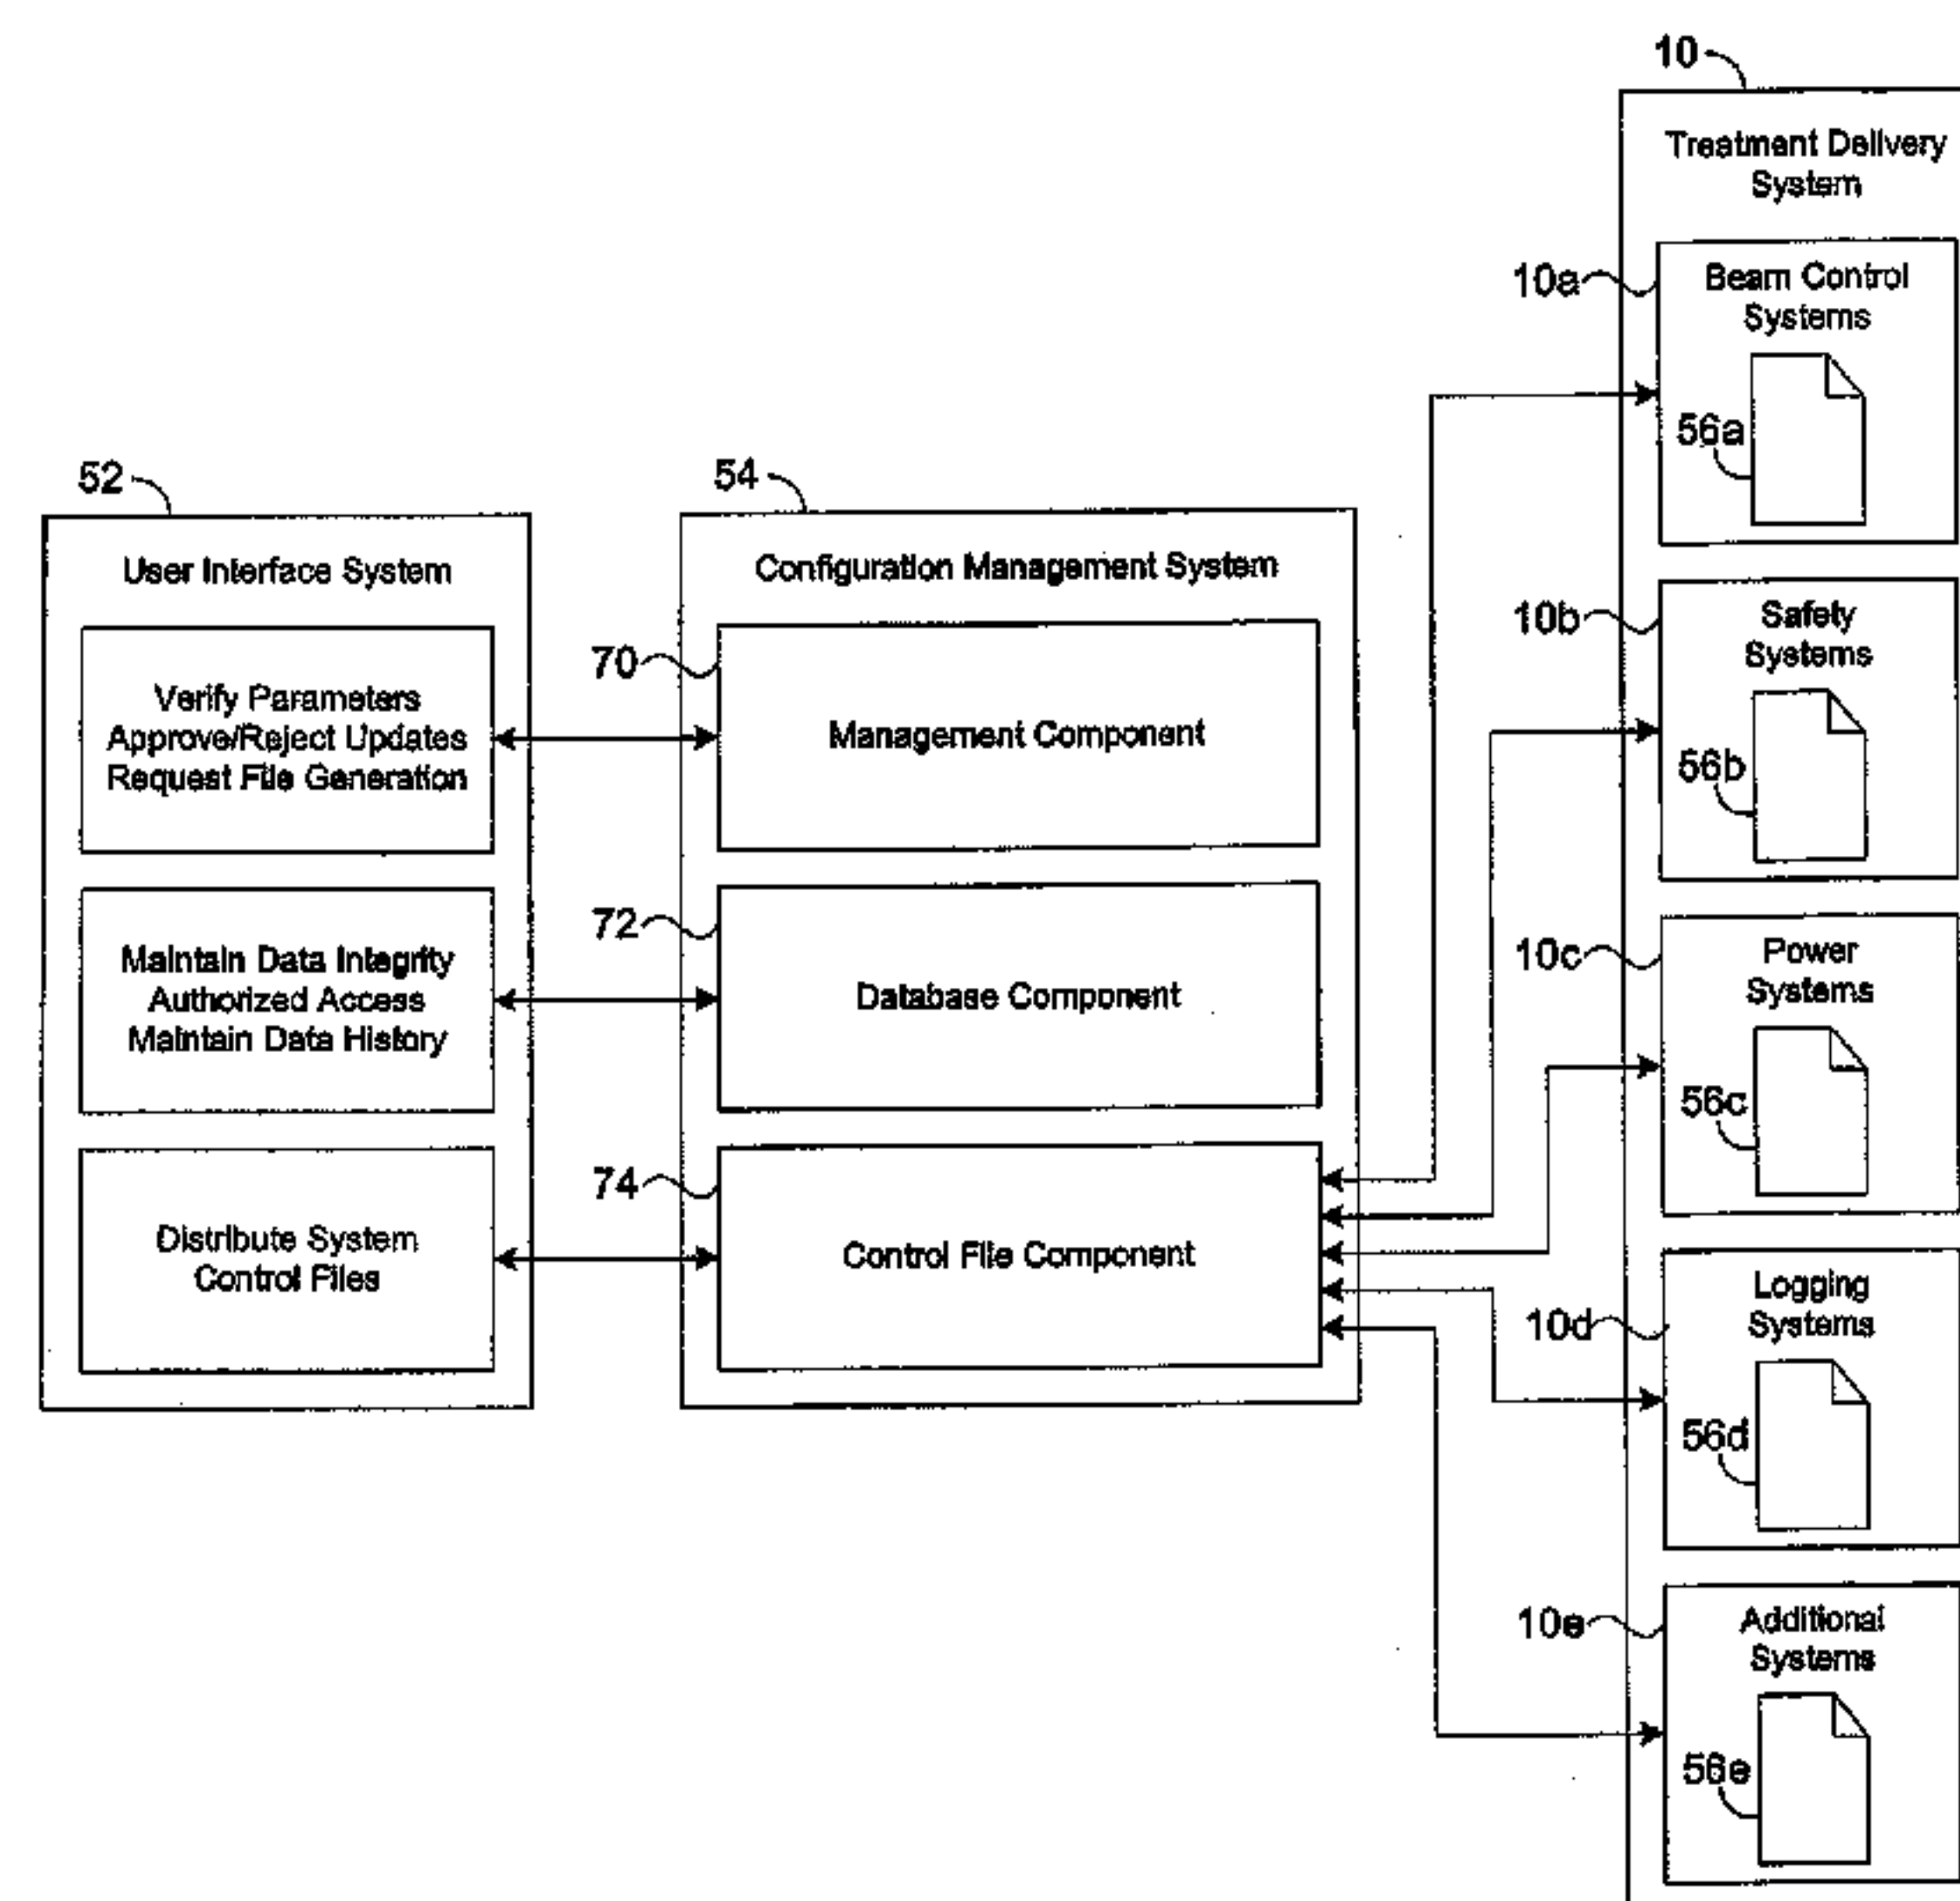 10
Treatment Delivery
System
10a
Beam Control
Systems
56a
52
54
User Interface System
Configuration Management System
10b
Safety
Systems
56b
70
Verify Parameters
Approve/Reject Updates
Request File Generation
Management Component
72
Maintain Data Integrity
Authorized Access
Maintain Data History
Database Component
10c
Power
Systems
56c
74
Distribute System
Control Files
Control File Component
10d
Logging
Systems
56d
10e
Additional
Systems
56e